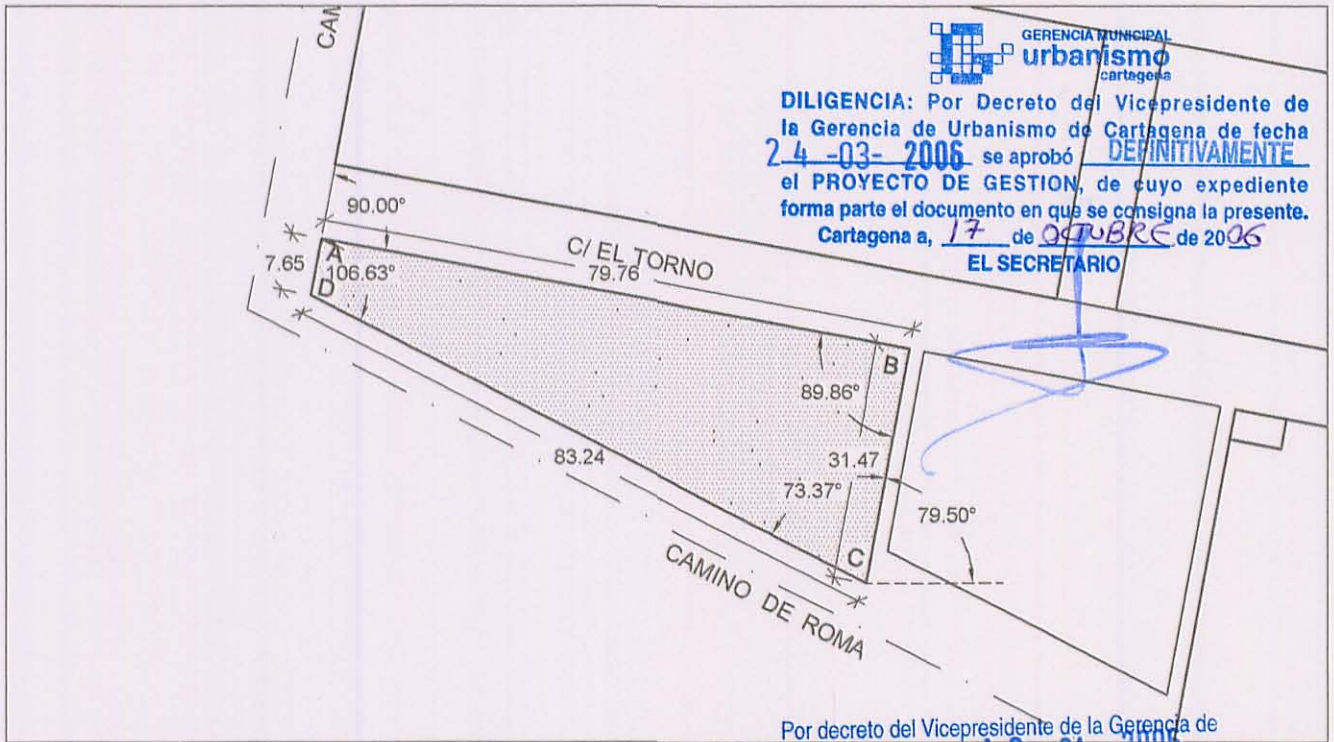 CAM
GERENCIA MUNICIPAL
urbanismo
cartagena
DILIGENCIA: Por Decreto del Vicepresidente de
la Gerencia de Urbanismo de Cartagena de fecha
24 -03- 2006 se aprobó DEFINITIVAMENTE
el PROYECTO DE GESTION, de cuyo expediente
forma parte el documento en que se consigna la presente.
Cartagena a, 17 de OCTUBRE de 2006
EL SECRETARIO
90.00°
C/ EL TORNO
79.76
7.65
A
106.63°
D
B
89.86°
83.24
31.47
73.37°
79.50°
C
CAMINO DE ROMA
Por decreto del Vicepresidente de la Gerencia de